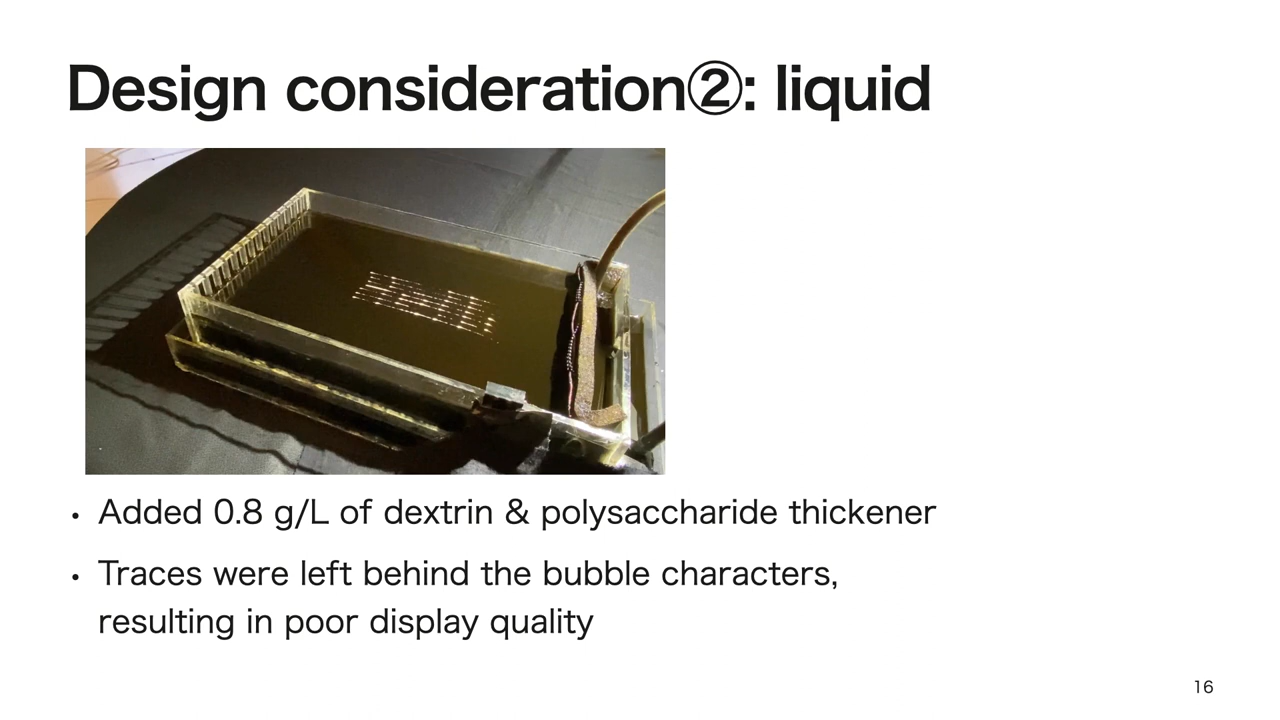 Design consideration②: liquid
• Added 0.8 g/L of dextrin & polysaccharide thickener
• Traces were left behind the bubble characters,
resulting in poor display quality
16